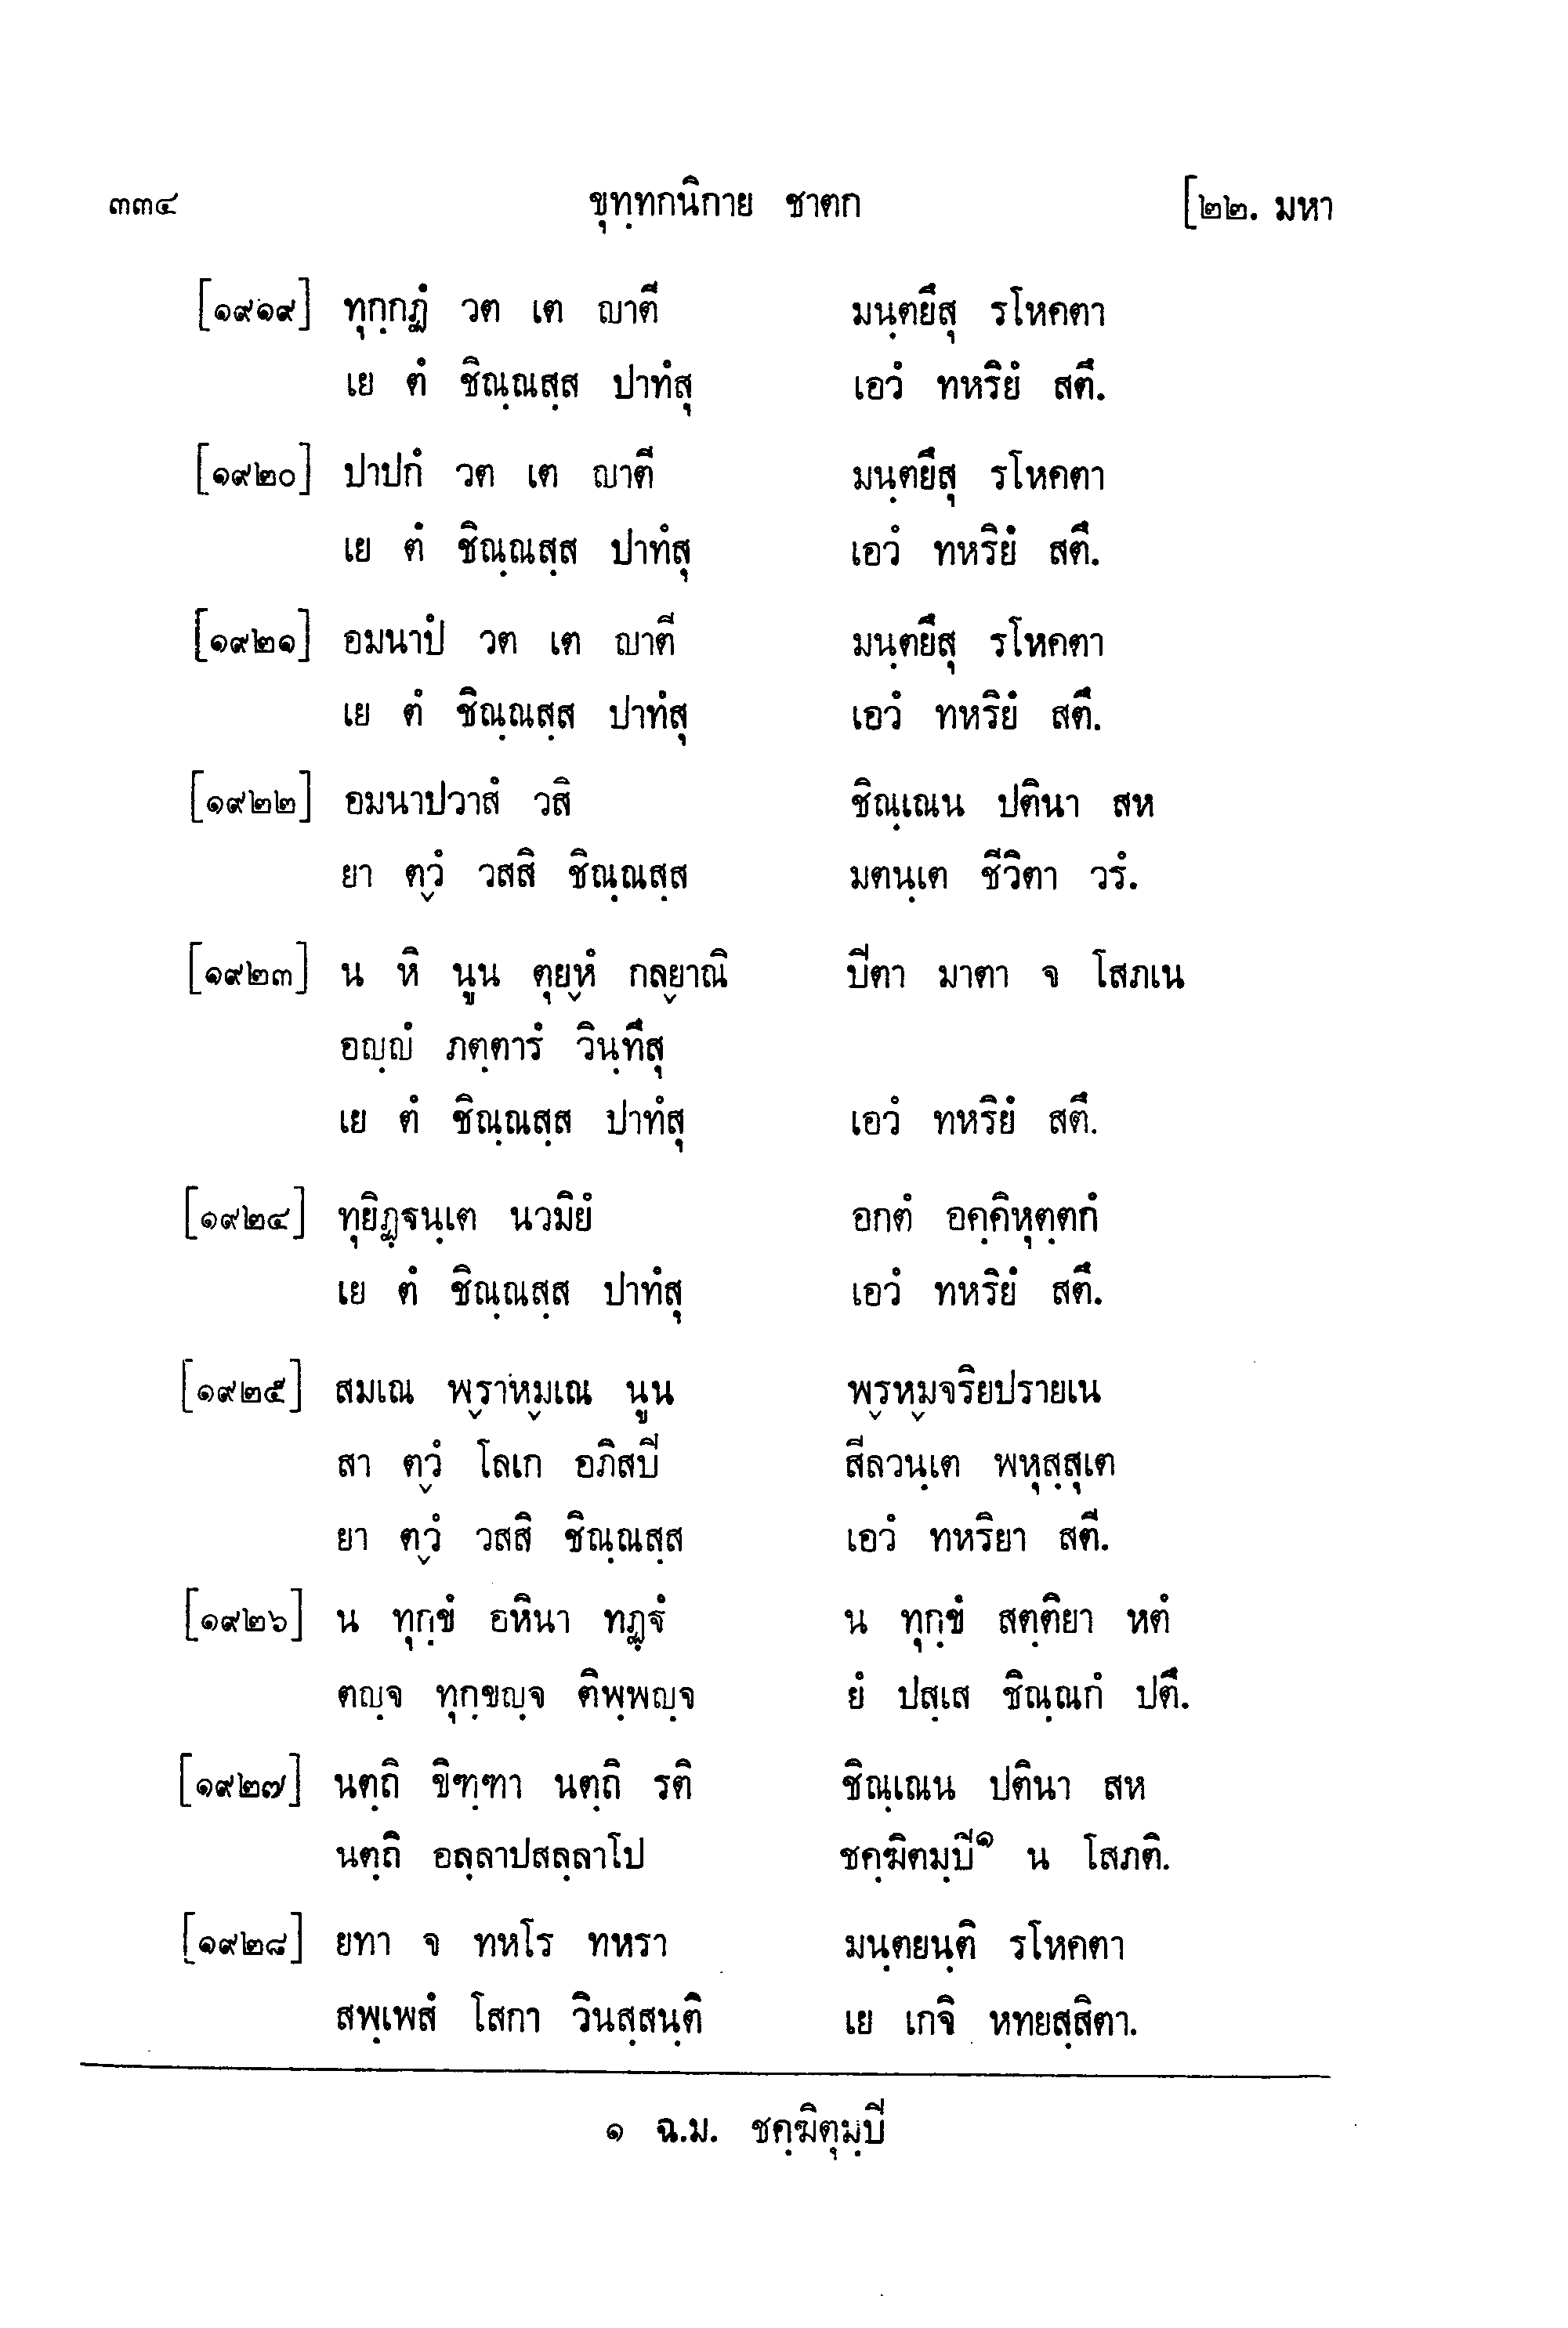 ๓๓๔ ขุทฺทกนิกาย ชาตก [๒๒. มหา
[๑๙๑๙] ทุกฺกฏํ วต เต ญาตี มนฺตยึสุ รโหคตา
เย ตํ ชิณฺณสฺส ปาทํสุ เอวํ ทหริยํ สตึ.
[๑๙๒๐] ปาปกํ วต เต ญาตี มนฺตยึสุ รโหคตา
เย ตํ ชิณฺณสฺส ปาทํสุ เอวํ ทหริยํ สตึ.
[๑๙๒๑] อมนาปํ วต เต ญาตี มนฺตยึสุ รโหคตา
เย ตํ ชิณฺณสฺส ปาทํสุ เอวํ ทหริยํ สตึ.
[๑๙๒๒] อมนาปวาสํ วสิ ชิณฺเณน ปตินา สห
ยา ตฺวํ วสสิ ชิณฺณสฺส มตนฺเต ชีวิตา วรํ.
[๑๙๒๓] น หิ นูน ตุยฺหํ กลฺยาณิ ปิตา มาตา จ โสภเน
อญฺญํ ภตฺตารํ วินฺทึสุ
เย ตํ ชิณฺณสฺส ปาทํสุ เอวํ ทหริยํ สตึ.
[๑๙๒๔] ทุยิฏฺฐนฺเต นวมิยํ อกตํ อคฺคิหุตฺตกํ
เย ตํ ชิณฺณสฺส ปาทํสุ เอวํ ทหริยํ สตึ.
[๑๙๒๕] สมเณ พฺราหฺมเณ นูน พฺรหฺมจริยปรายเน
สา ตฺวํ โลเก อภิสปิ สีลวนฺเต พหุสฺสุเต
ยา ตฺวํ วสสิ ชิณฺณสฺส เอวํ ทหริยา สตี.
[๑๙๒๖] น ทุกฺขํ อหินา ทฏฺฐํ น ทุกฺขํ สตฺติยา หตํ
ตญฺจ ทุกฺขญฺจ ติพฺพญฺจ ยํ ปสฺเส ชิณฺณกํ ปตึ.
[๑๙๒๗] นตฺถิ ขิฑฺฑา นตฺถิ รติ ชิณฺเณน ปตินา สห
นตฺถิ อลฺลาปสลฺลาโป ชคฺฆิตมฺปิ๑ น โสภติ.
[๑๙๒๘] ยทา จ ทหโร ทหรา มนฺตยนฺติ รโหคตา
สพฺเพสํ โสกา วินสฺสนฺติ เย เกจิ หทยสฺสิตา.
๑ ฉ.ม. ชคฺฆิตุมฺปิ